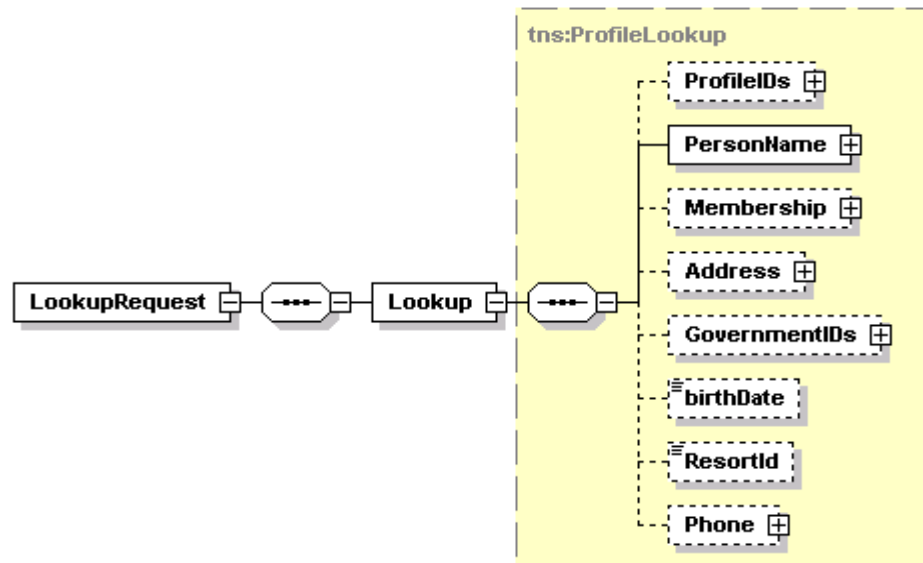 tns:ProfileLookup
ProfileIDs
PersonName
Membership
Address
LookupRequest
Lookup
GovernmentIDs
birthDate
ResortId
Phone